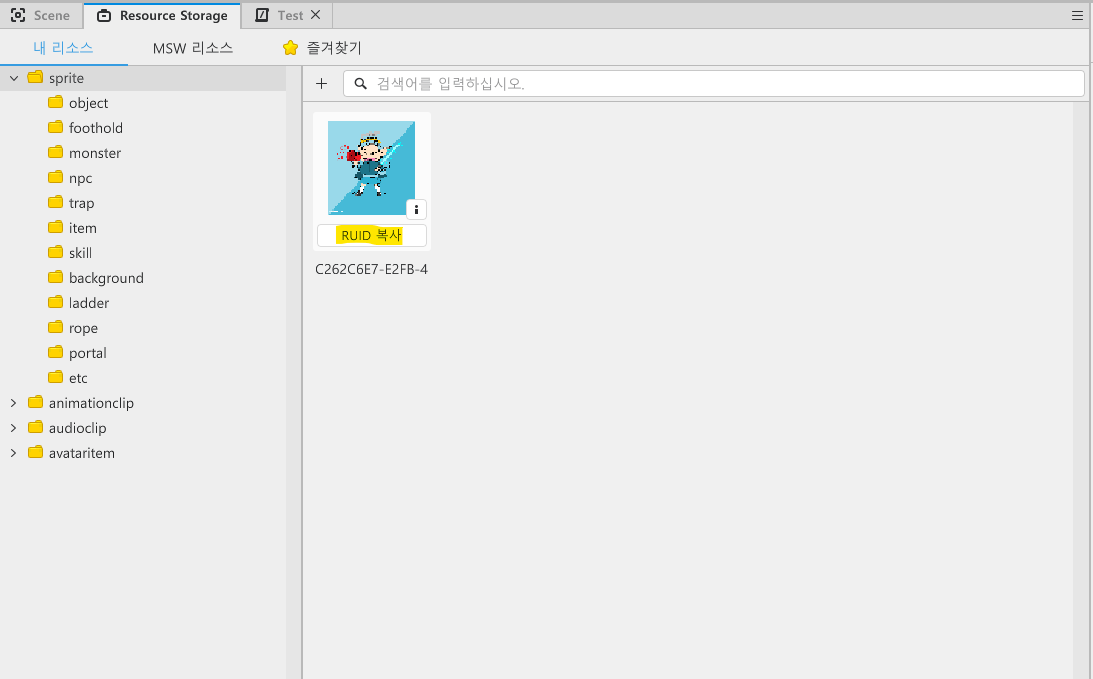 Scene
Resource Storage
Test
내 리소스
MSW 리소스
즐겨찾기
sprite
object
foothold
monster
npc
trap
item
skill
background
ladder
rope
portal
etc
animationclip
audioclip
avataritem
검색어를 입력하십시오.
RUID 복사
C262C6E7-E2FB-4